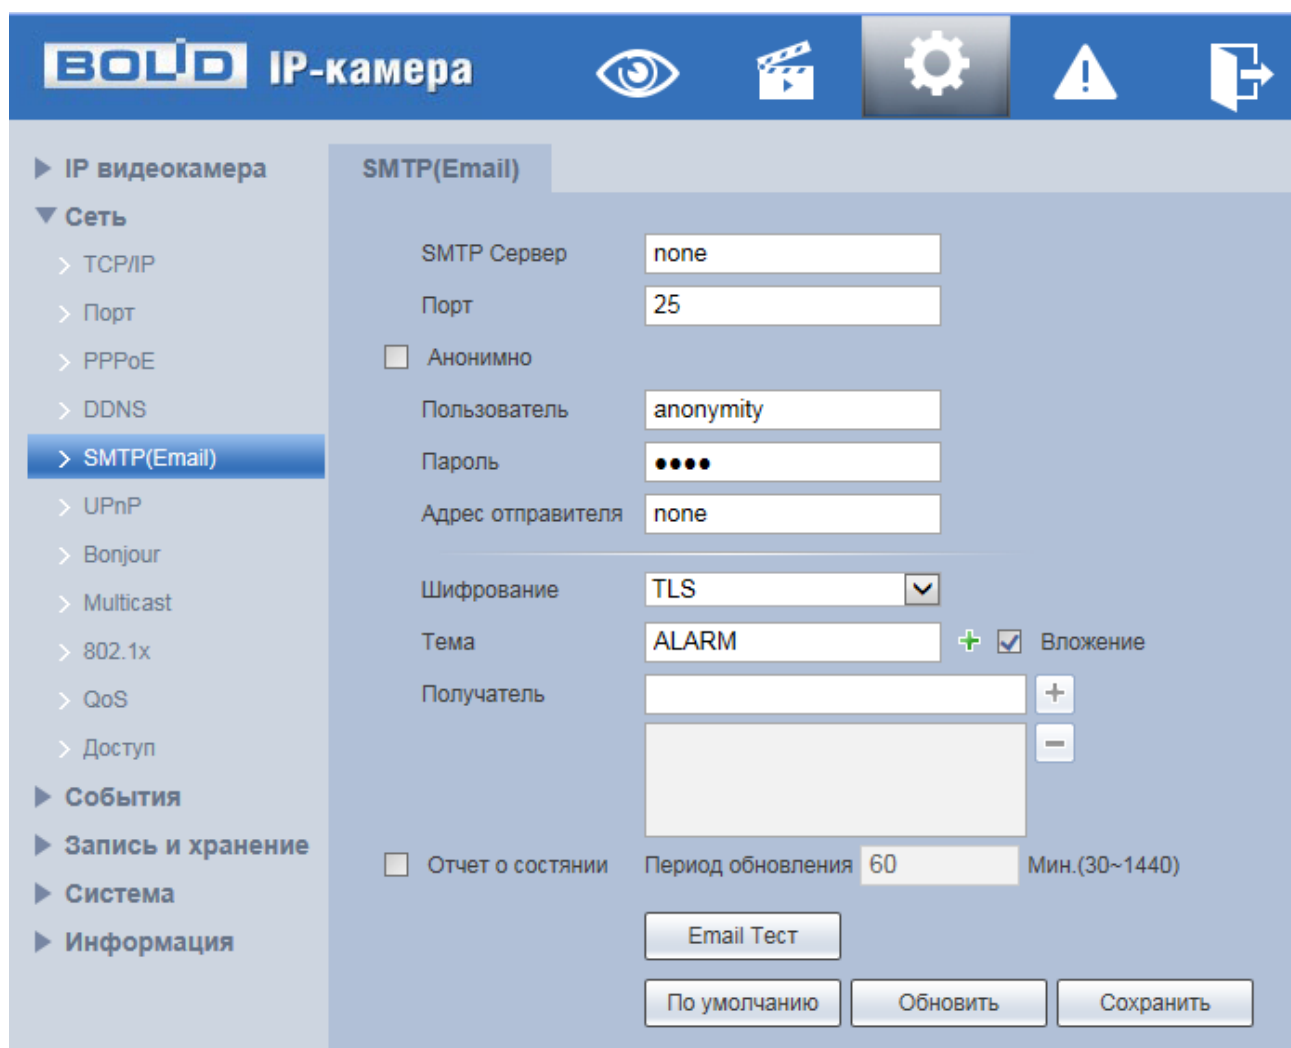 BOLID IP-камера
IP видеокамера
Сеть
TCP/IP
Порт
PPPoE
DDNS
SMTP(Email)
UPnP
Bonjour
Multicast
802.1x
QoS
Доступ
События
Запись и хранение
Система
Информация
SMTP(Email)
SMTP Сервер none
Порт 25
Анонимно
Пользователь anonymity
Пароль ●●●●
Адрес отправителя none
Шифрование TLS
Тема ALARM + Вложение
Получатель +
−
Отчет о состянии Период обновления 60 Мин.(30~1440)
Email Тест
По умолчанию Обновить Сохранить